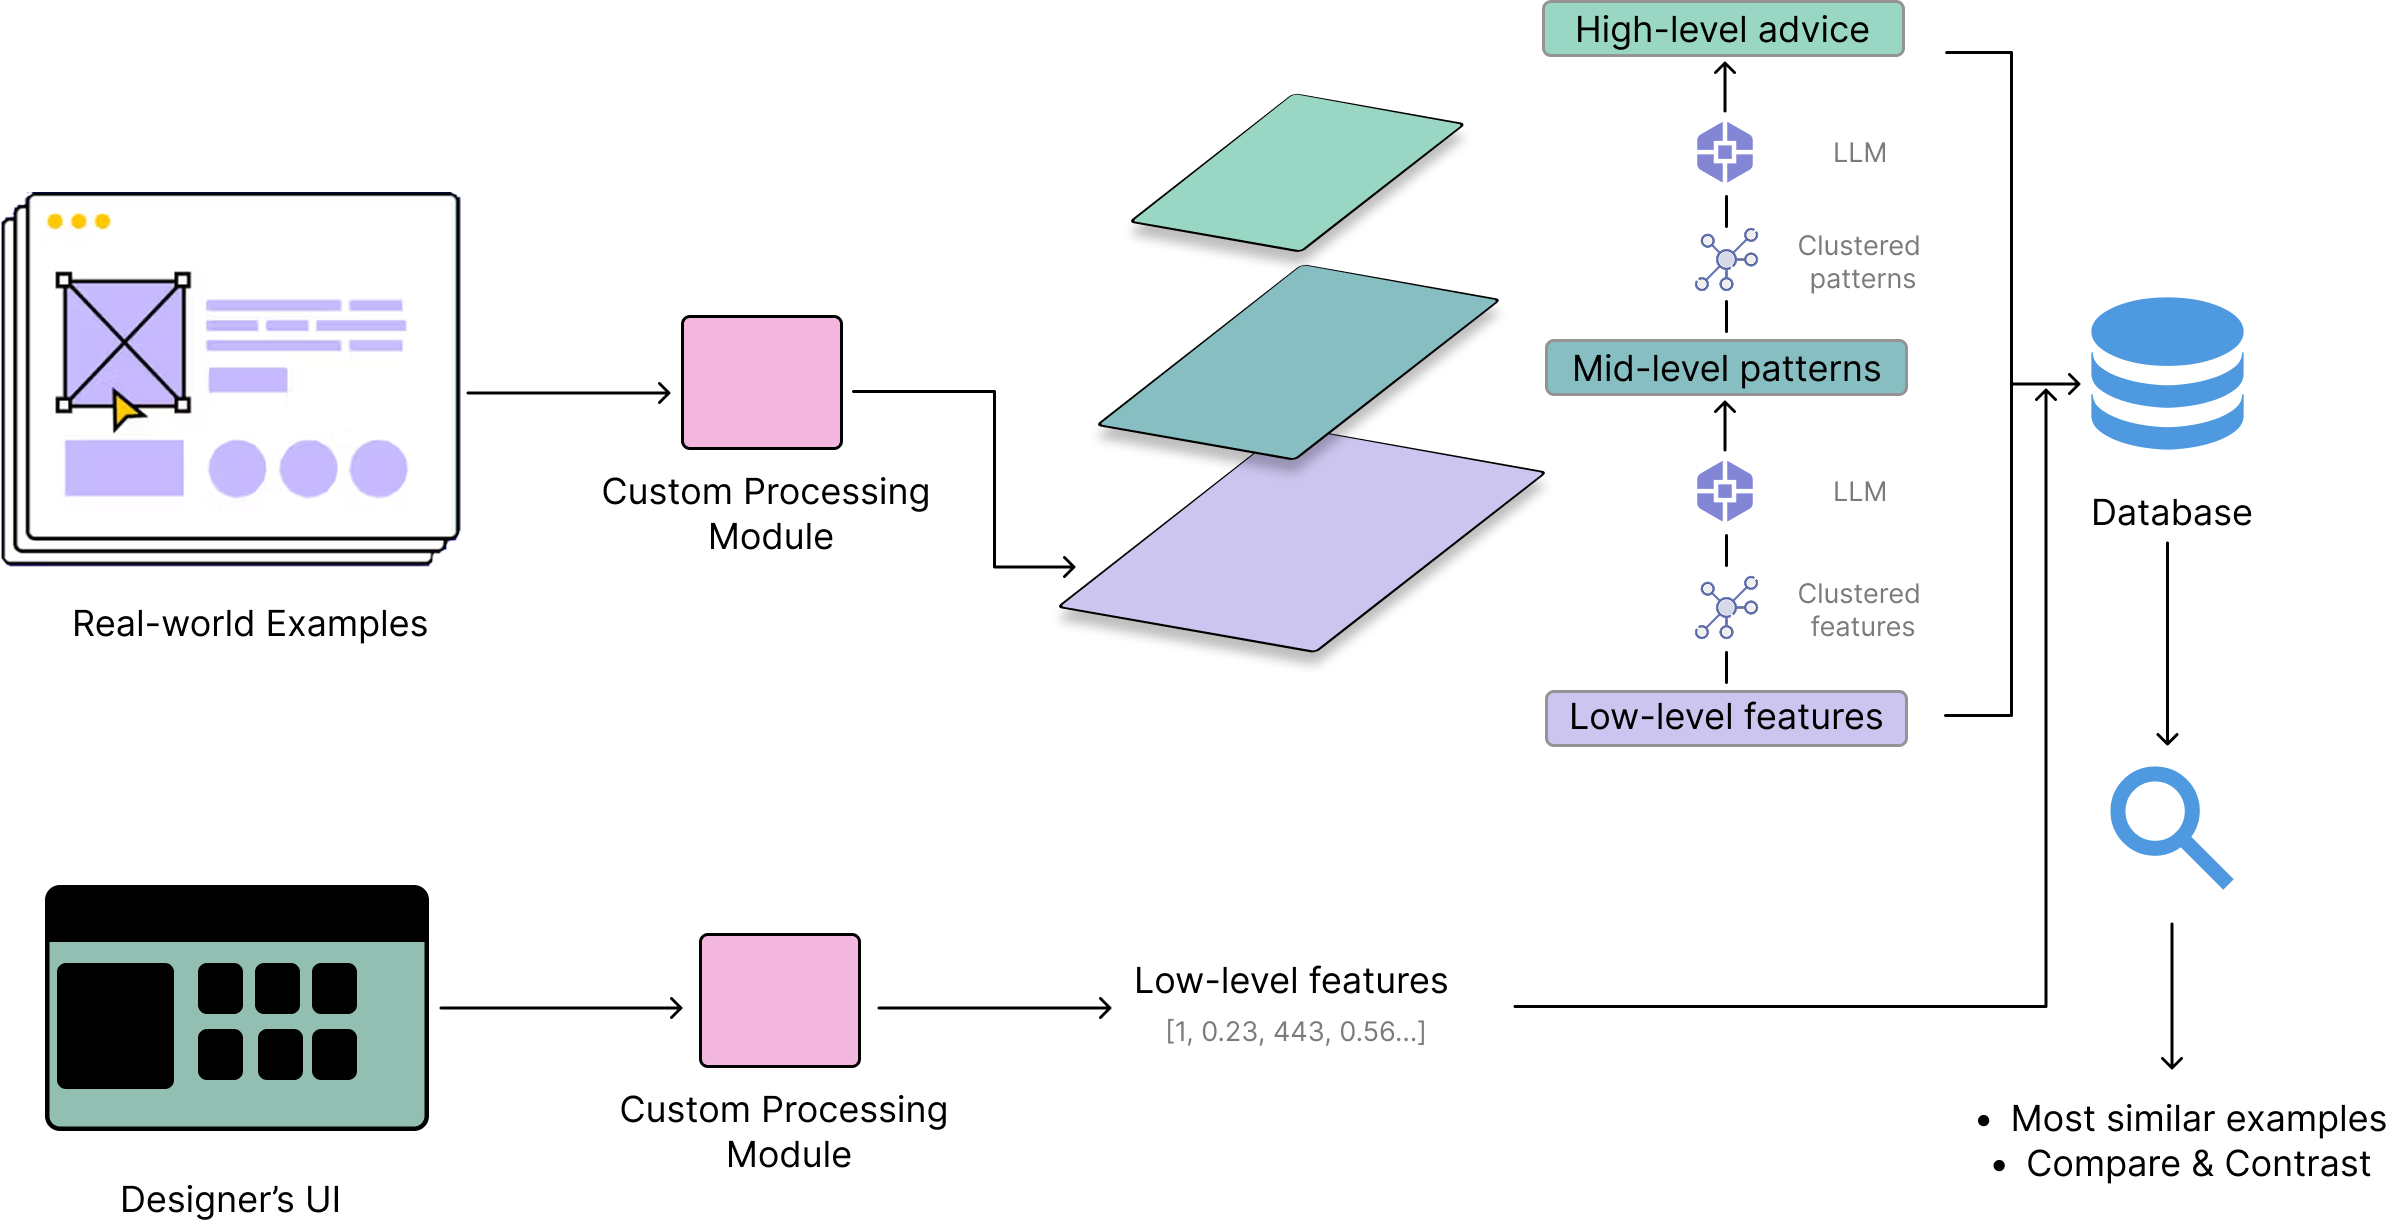 High-level advice
LLM
Clustered
patterns
Mid-level patterns
LLM
Clustered
features
Low-level features
Custom Processing
Module
Real-world Examples
Database
Low-level features
[1, 0.23, 443, 0.56...]
Custom Processing
Module
Designer’s UI
• Most similar examples
• Compare & Contrast